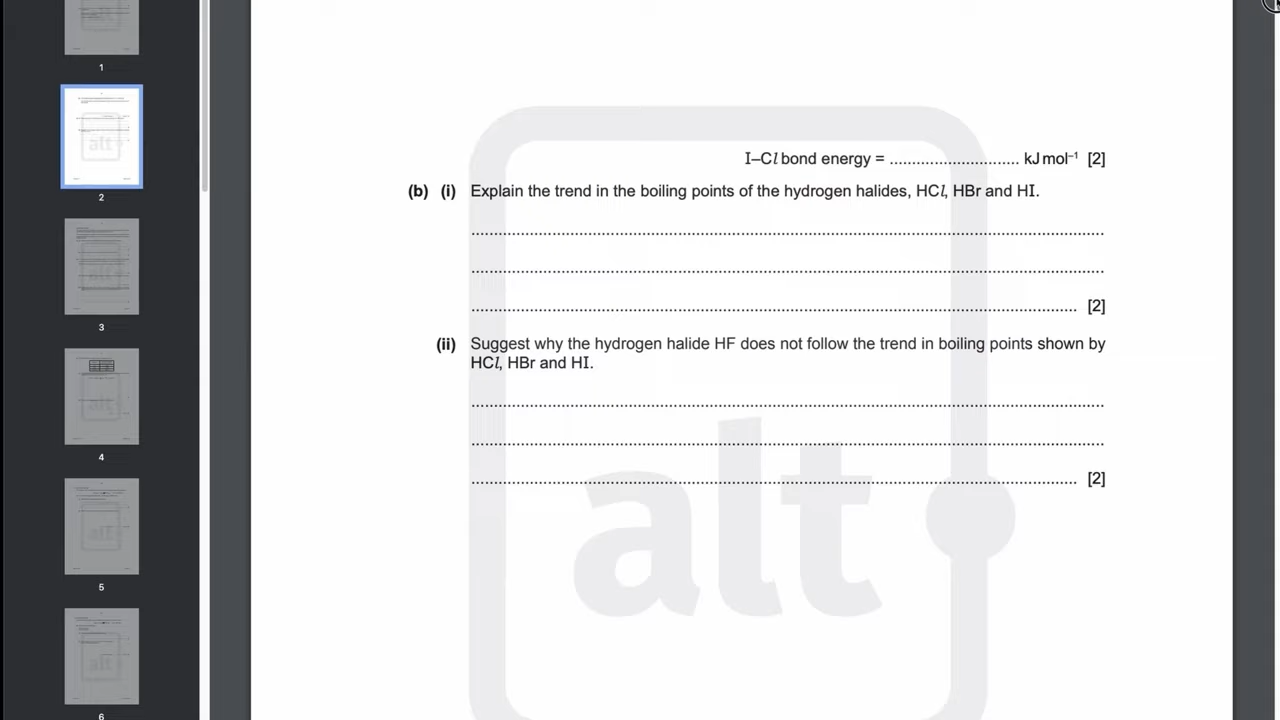 1
2
3
4
5
6
I–Cl bond energy = ............................. kJ mol⁻¹ [2]
(b) (i) Explain the trend in the boiling points of the hydrogen halides, HCl, HBr and HI.
[2]
(ii) Suggest why the hydrogen halide HF does not follow the trend in boiling points shown by
HCl, HBr and HI.
[2]
alt